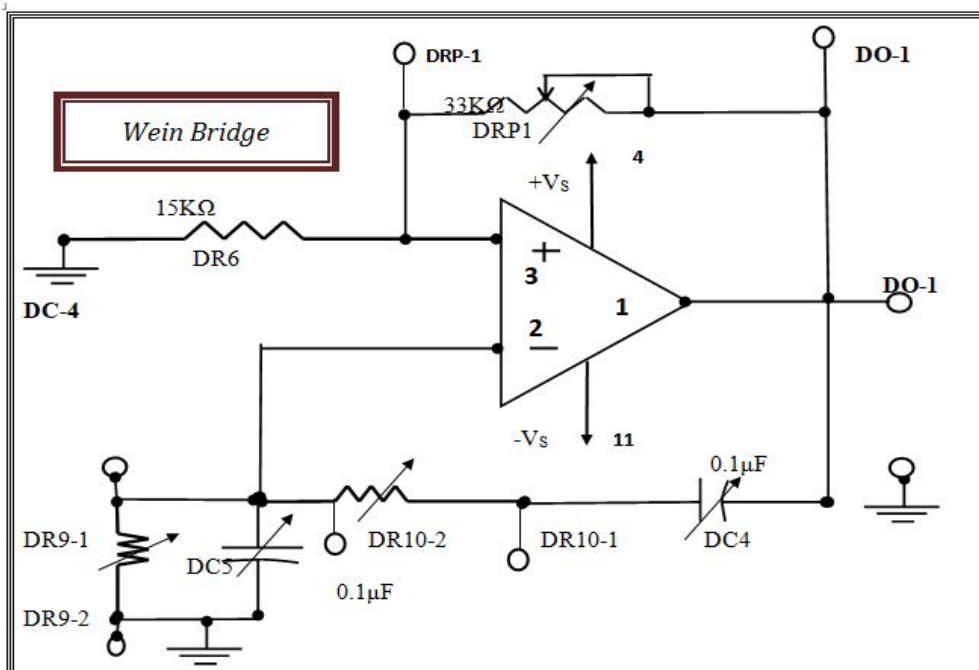 DRP-1
DO-1
Wein Bridge
33KΩ
DRP1
4
+VS
15KΩ
DR6
3
+
DC-4
1
DO-1
2
−
-VS
11
0.1µF
DR9-1
DC5
DR10-2
DR10-1
DC4
0.1µF
DR9-2